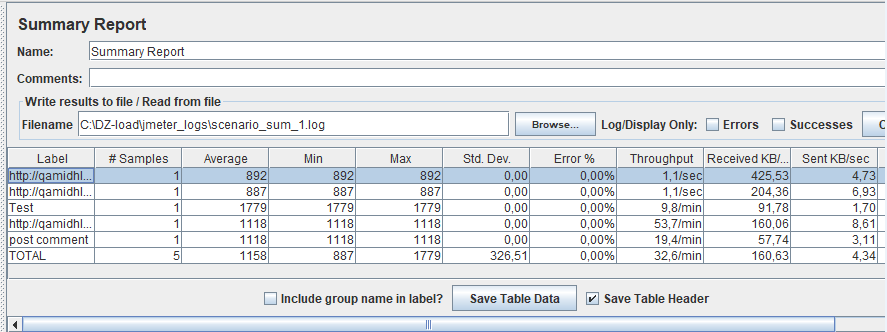 Summary Report
Name: Summary Report
Comments:
Write results to file / Read from file
Filename C:\DZ-load\jmeter_logs\scenario_sum_1.log Browse... Log/Display Only: Errors Successes
Label # Samples Average Min Max Std. Dev. Error % Throughput Received KB/... Sent KB/sec
http://qamidhl... 1 892 892 892 0,00 0,00% 1,1/sec 425,53 4,73
http://qamidhl... 1 887 887 887 0,00 0,00% 1,1/sec 204,36 6,93
Test 1 1779 1779 1779 0,00 0,00% 9,8/min 91,78 1,70
http://qamidhl... 1 1118 1118 1118 0,00 0,00% 53,7/min 160,06 8,61
post comment 1 1118 1118 1118 0,00 0,00% 19,4/min 57,74 3,11
TOTAL 5 1158 887 1779 326,51 0,00% 32,6/min 160,63 4,34
Include group name in label? Save Table Data Save Table Header